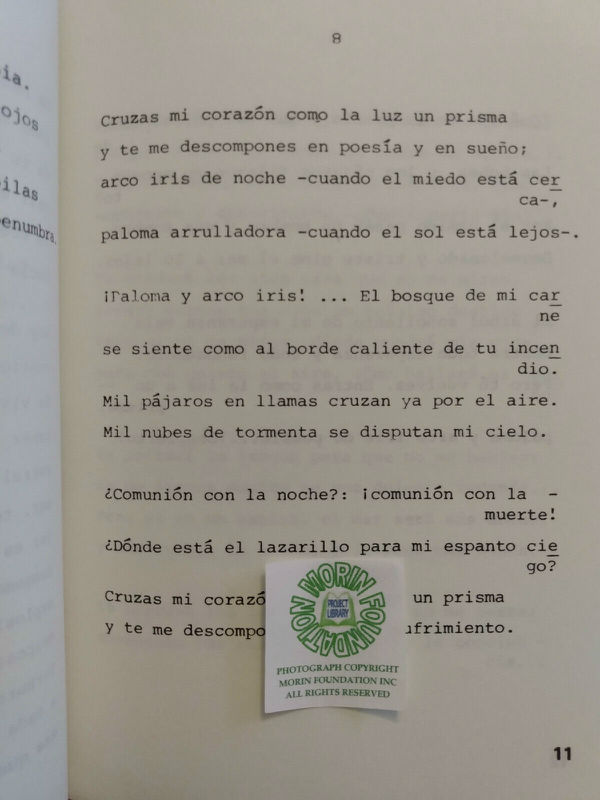 ia.
ojos
ilas
enumbra.
8
Cruzas mi corazón como la luz un prisma
y te me descompones en poesía y en sueño;
arco iris de noche -cuando el miedo está cer
ca-,
paloma arrulladora -cuando el sol está lejos-.
¡Paloma y arco iris! ... El bosque de mi car
ne
se siente como al borde caliente de tu incen
dio.
Mil pájaros en llamas cruzan ya por el aire.
Mil nubes de tormenta se disputan mi cielo.
¿Comunión con la noche?: ¡comunión con la -
muerte!
¿Dónde está el lazarillo para mi espanto cie
go?
Cruzas mi corazó un prisma
y te me descompo ufrimiento.
MORIN FOUNDATION
PROJECT
LIBRARY
PHOTOGRAPH COPYRIGHT
MORIN FOUNDATION INC
ALL RIGHTS RESERVED
11